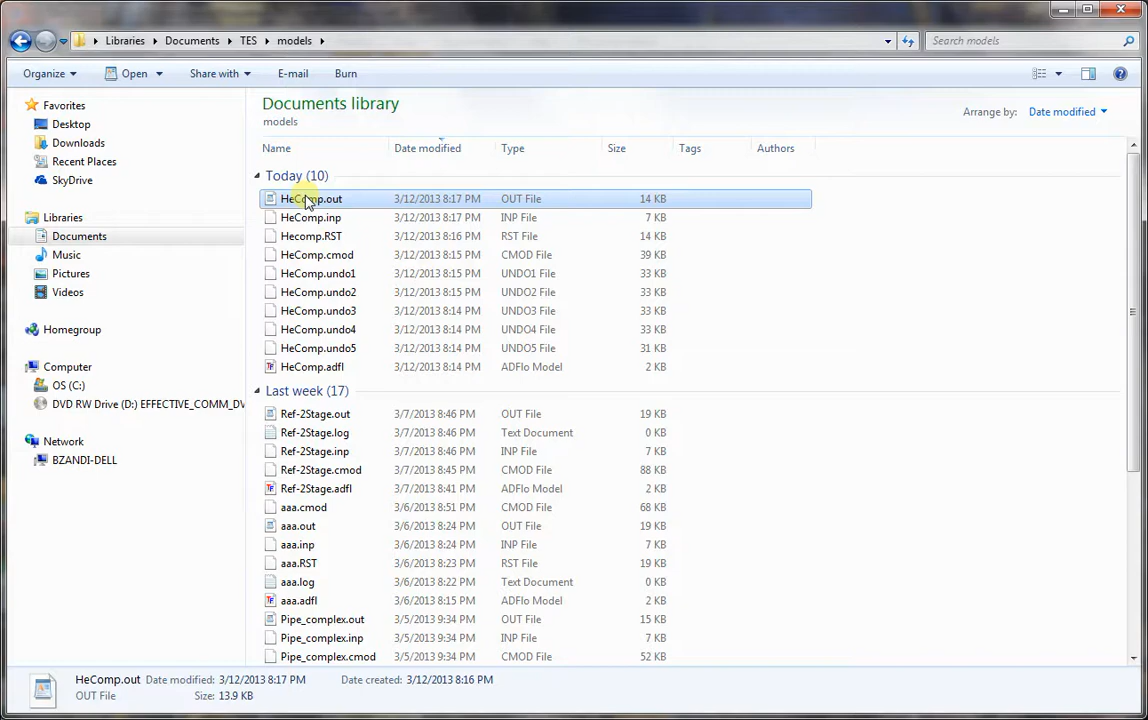 Libraries Documents TES models
Search models
Organize Open Share with E-mail Burn
Favorites
Desktop
Downloads
Recent Places
SkyDrive
Libraries
Documents
Music
Pictures
Videos
Homegroup
Computer
OS (C:)
DVD RW Drive (D:) EFFECTIVE_COMM_DV
Network
BZANDI-DELL
Documents library
models
Arrange by: Date modified
Name Date modified Type Size Tags Authors
Today (10)
HeComp.out 3/12/2013 8:17 PM OUT File 14 KB
HeComp.inp 3/12/2013 8:17 PM INP File 7 KB
Hecomp.RST 3/12/2013 8:16 PM RST File 14 KB
HeComp.cmod 3/12/2013 8:15 PM CMOD File 39 KB
HeComp.undo1 3/12/2013 8:15 PM UNDO1 File 33 KB
HeComp.undo2 3/12/2013 8:15 PM UNDO2 File 33 KB
HeComp.undo3 3/12/2013 8:14 PM UNDO3 File 33 KB
HeComp.undo4 3/12/2013 8:14 PM UNDO4 File 33 KB
HeComp.undo5 3/12/2013 8:14 PM UNDO5 File 31 KB
HeComp.adfl 3/12/2013 8:14 PM ADFlo Model 2 KB
Last week (17)
Ref-2Stage.out 3/7/2013 8:46 PM OUT File 19 KB
Ref-2Stage.log 3/7/2013 8:46 PM Text Document 0 KB
Ref-2Stage.inp 3/7/2013 8:46 PM INP File 7 KB
Ref-2Stage.cmod 3/7/2013 8:45 PM CMOD File 88 KB
Ref-2Stage.adfl 3/7/2013 8:41 PM ADFlo Model 2 KB
aaa.cmod 3/6/2013 8:51 PM CMOD File 68 KB
aaa.out 3/6/2013 8:24 PM OUT File 19 KB
aaa.inp 3/6/2013 8:24 PM INP File 7 KB
aaa.RST 3/6/2013 8:23 PM RST File 19 KB
aaa.log 3/6/2013 8:22 PM Text Document 0 KB
aaa.adfl 3/6/2013 8:15 PM ADFlo Model 2 KB
Pipe_complex.out 3/5/2013 9:34 PM OUT File 15 KB
Pipe_complex.inp 3/5/2013 9:34 PM INP File 7 KB
Pipe_complex.cmod 3/5/2013 9:34 PM CMOD File 52 KB
HeComp.out Date modified: 3/12/2013 8:17 PM Date created: 3/12/2013 8:16 PM
OUT File Size: 13.9 KB